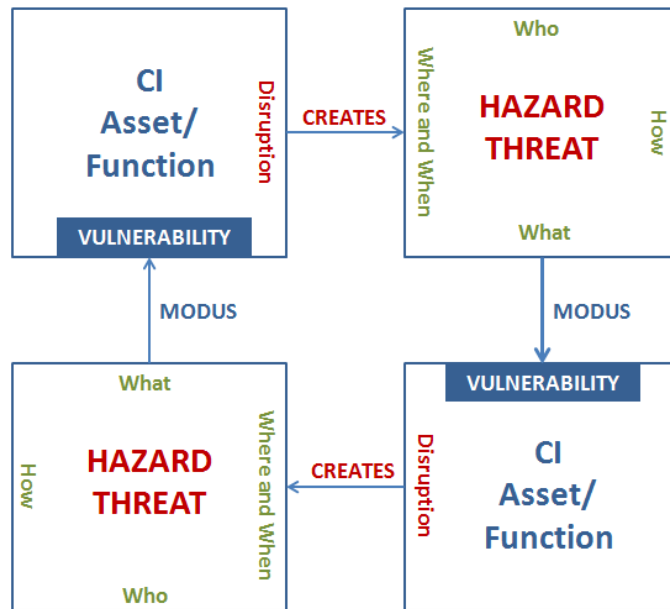 CI
Asset/
Function
Disruption
VULNERABILITY
CREATES
Who
Where and When
HAZARD
THREAT
How
What
MODUS
MODUS
What
How
HAZARD
THREAT
Where and When
Who
CREATES
VULNERABILITY
Disruption
CI
Asset/
Function